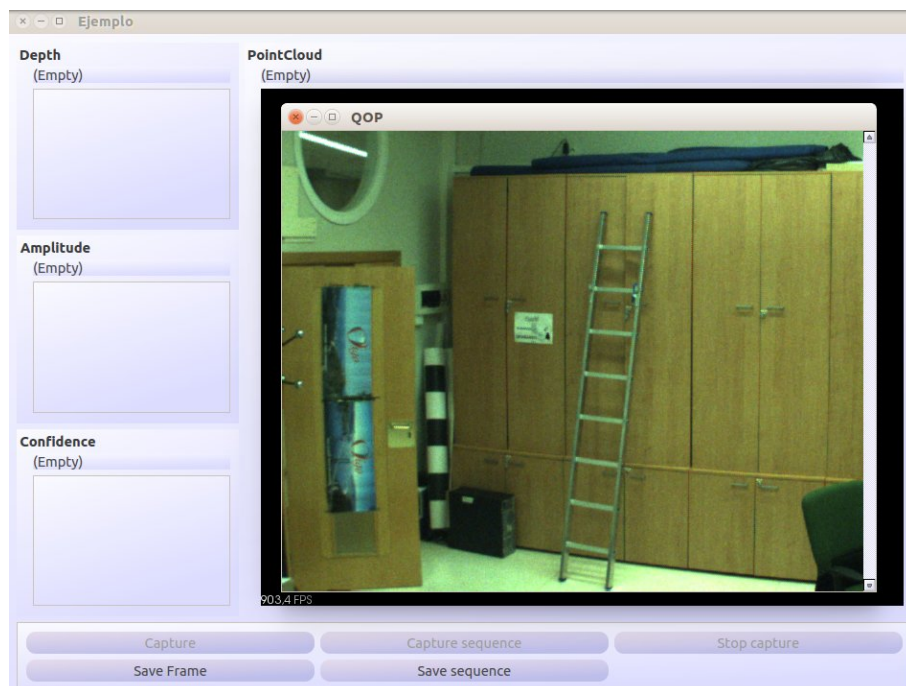 Ejemplo
Depth
(Empty)
PointCloud
(Empty)
QOP
Amplitude
(Empty)
Confidence
(Empty)
903,4 FPS
Capture
Capture sequence
Stop capture
Save Frame
Save sequence